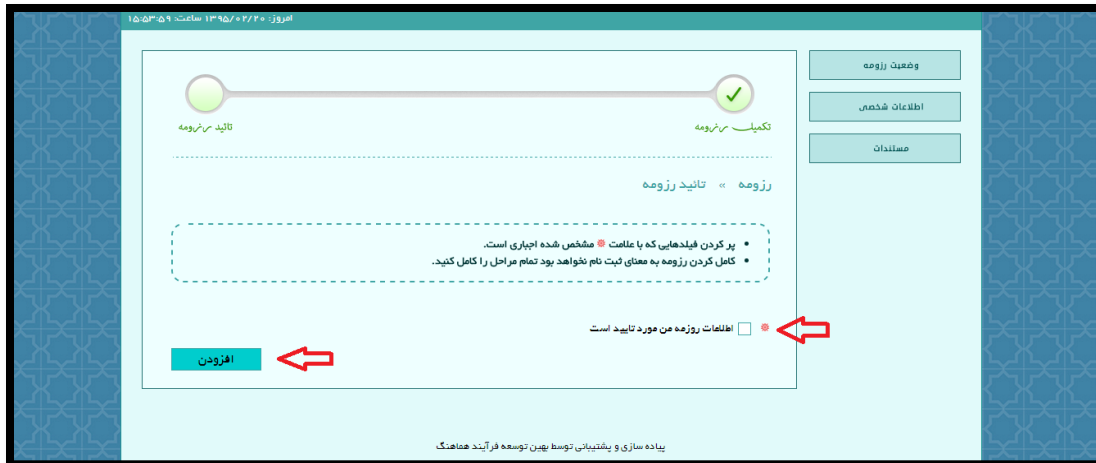 امروز: ۱۳۹۵/۰۲/۲۰ ساعت: ۱۵:۵۳:۵۹
وضعیت رزومه
اطلاعات شخصی
مستندات
تکمیل رزومه
تائید رزومه
رزومه » تائید رزومه
پر کردن فیلدهایی که با علامت مشخص شده اجباری است.
کامل کردن رزومه به معنای ثبت نام نخواهد بود تمام مراحل را کامل کنید.
اطلاعات روزمه من مورد تایید است
افزودن
پیاده سازی و پشتیبانی توسط بهین توسعه فرآیند هماهنگ